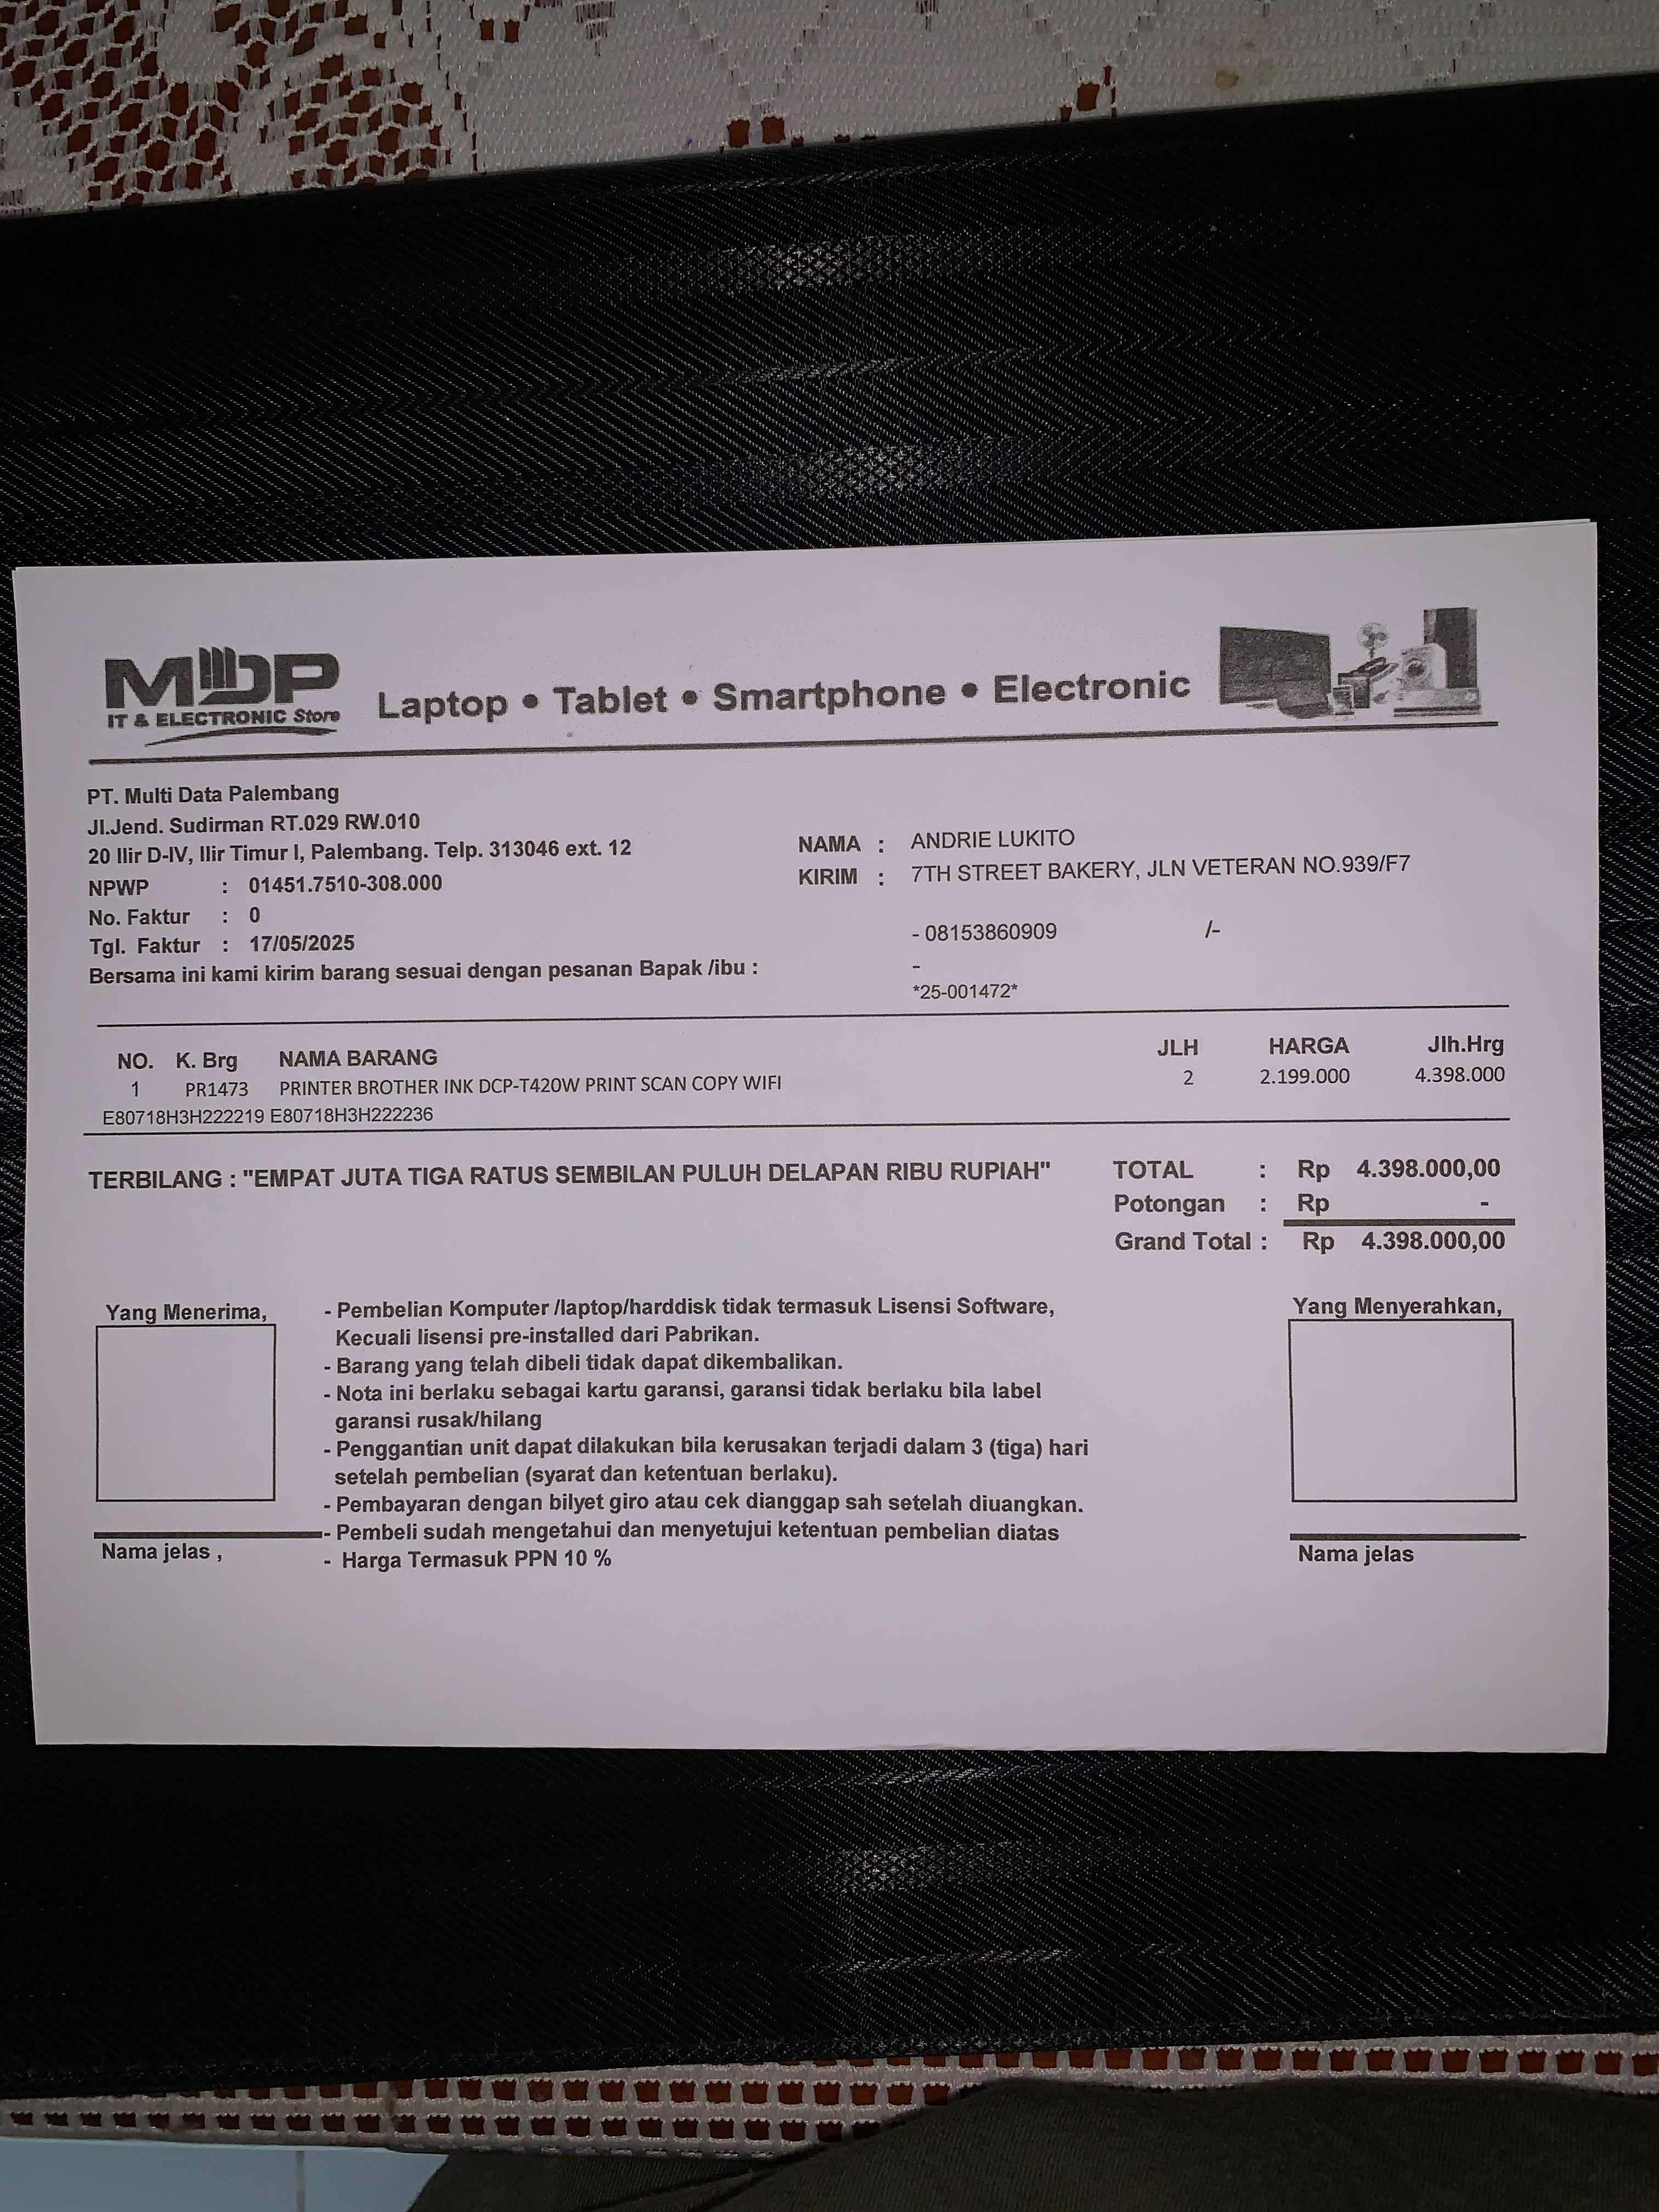 MDP
IT & ELECTRONIC Store
Laptop • Tablet • Smartphone • Electronic
PT. Multi Data Palembang
Jl.Jend. Sudirman RT.029 RW.010
20 Ilir D-IV, Ilir Timur I, Palembang. Telp. 313046 ext. 12
NPWP : 01451.7510-308.000
No. Faktur : 0
Tgl. Faktur : 17/05/2025
Bersama ini kami kirim barang sesuai dengan pesanan Bapak /ibu :
NAMA : ANDRIE LUKITO
KIRIM : 7TH STREET BAKERY, JLN VETERAN NO.939/F7
- 08153860909 /-
-
*25-001472*
NO. K. Brg NAMA BARANG JLH HARGA Jlh.Hrg
1 PR1473 PRINTER BROTHER INK DCP-T420W PRINT SCAN COPY WIFI 2 2.199.000 4.398.000
E80718H3H222219 E80718H3H222236
TERBILANG : "EMPAT JUTA TIGA RATUS SEMBILAN PULUH DELAPAN RIBU RUPIAH"
TOTAL : Rp 4.398.000,00
Potongan : Rp -
Grand Total : Rp 4.398.000,00
Yang Menerima,
Nama jelas ,
- Pembelian Komputer /laptop/harddisk tidak termasuk Lisensi Software,
Kecuali lisensi pre-installed dari Pabrikan.
- Barang yang telah dibeli tidak dapat dikembalikan.
- Nota ini berlaku sebagai kartu garansi, garansi tidak berlaku bila label
garansi rusak/hilang
- Penggantian unit dapat dilakukan bila kerusakan terjadi dalam 3 (tiga) hari
setelah pembelian (syarat dan ketentuan berlaku).
- Pembayaran dengan bilyet giro atau cek dianggap sah setelah diuangkan.
- Pembeli sudah mengetahui dan menyetujui ketentuan pembelian diatas
- Harga Termasuk PPN 10 %
Yang Menyerahkan,
Nama jelas